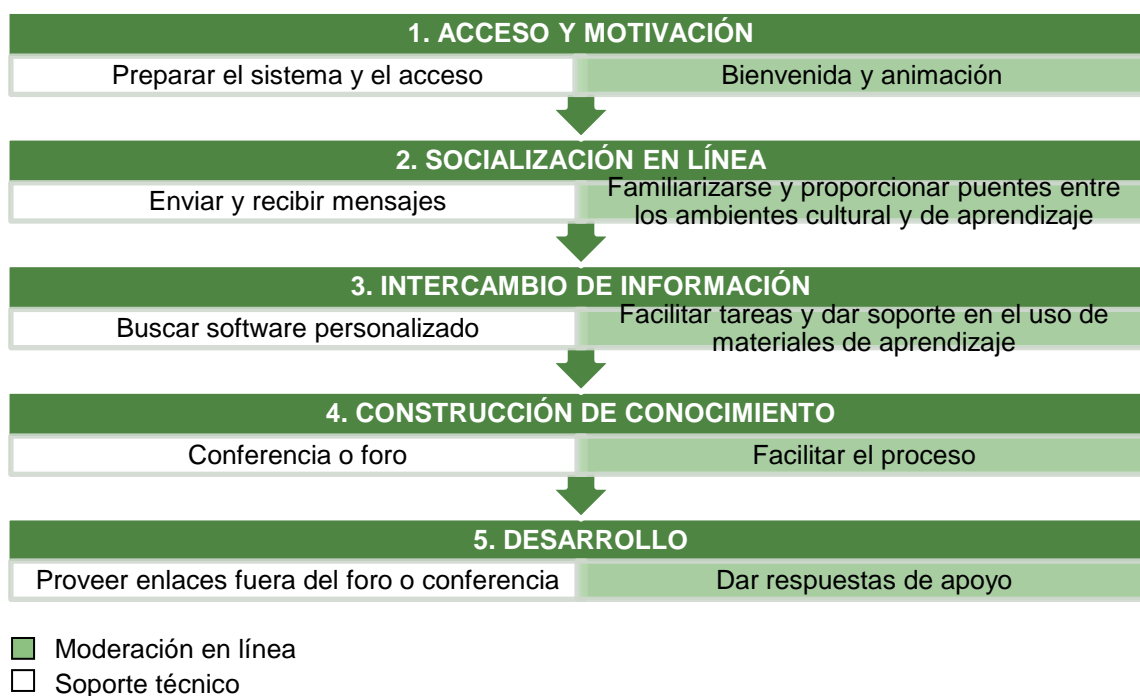 1. ACCESO Y MOTIVACIÓN
Preparar el sistema y el acceso
Bienvenida y animación
2. SOCIALIZACIÓN EN LÍNEA
Enviar y recibir mensajes
Familiarizarse y proporcionar puentes entre
los ambientes cultural y de aprendizaje
3. INTERCAMBIO DE INFORMACIÓN
Buscar software personalizado
Facilitar tareas y dar soporte en el uso de
materiales de aprendizaje
4. CONSTRUCCIÓN DE CONOCIMIENTO
Conferencia o foro
Facilitar el proceso
5. DESARROLLO
Proveer enlaces fuera del foro o conferencia
Dar respuestas de apoyo
Moderación en línea
Soporte técnico